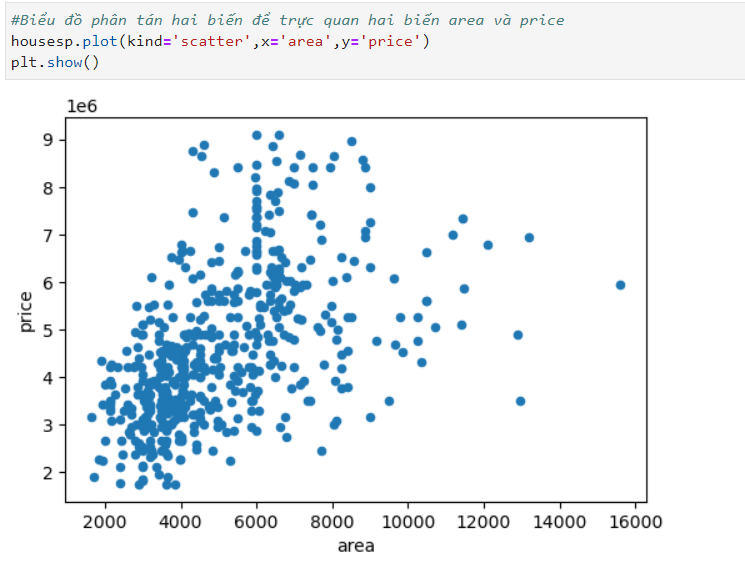 #Biểu đồ phân tán hai biến để trực quan hai biến area và price
housesp.plot(kind='scatter',x='area',y='price')
plt.show()
1e6
9
8
7
6
5
4
3
2
price
2000 4000 6000 8000 10000 12000 14000 16000
area